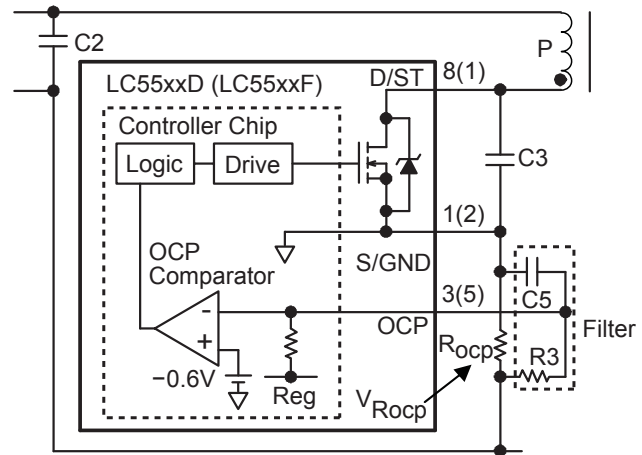 C2
P
LC55xxD (LC55xxF)
D/ST
8(1)
Controller Chip
Logic
Drive
C3
1(2)
OCP
Comparator
S/GND
3(5)
C5
-
+
OCP
Filter
−0.6V
Reg
Rocp
R3
VRocp